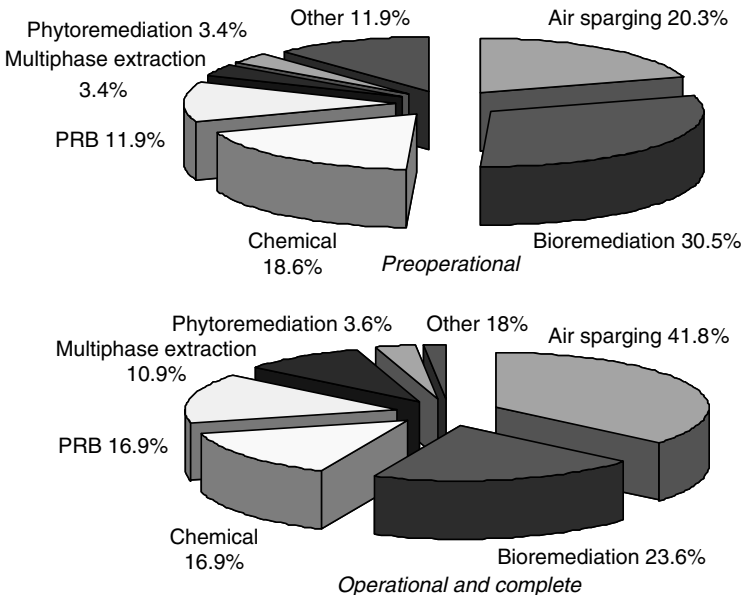 Phytoremediation 3.4%
Other 11.9%
Air sparging 20.3%
Multiphase extraction
3.4%
PRB 11.9%
Chemical
18.6%
Bioremediation 30.5%
Preoperational
Phytoremediation 3.6%
Other 18%
Air sparging 41.8%
Multiphase extraction
10.9%
PRB 16.9%
Chemical
16.9%
Bioremediation 23.6%
Operational and complete